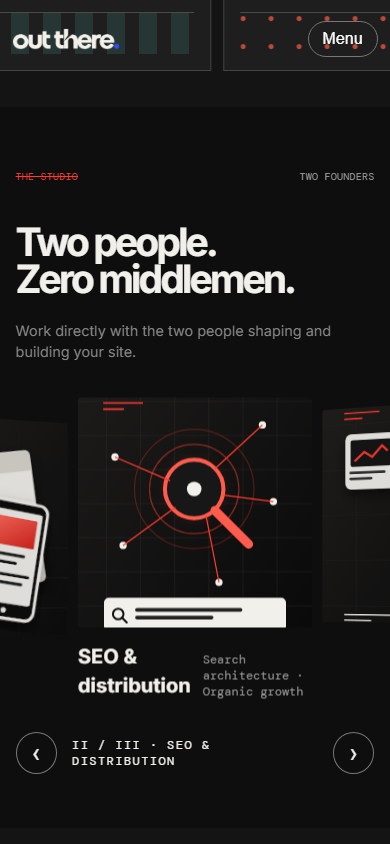 out there.
Menu
THE STUDIO
TWO FOUNDERS
Two people.
Zero middlemen.
Work directly with the two people shaping and
building your site.
SEO &
distribution
Search
architecture ·
Organic growth
II / III · SEO &
DISTRIBUTION